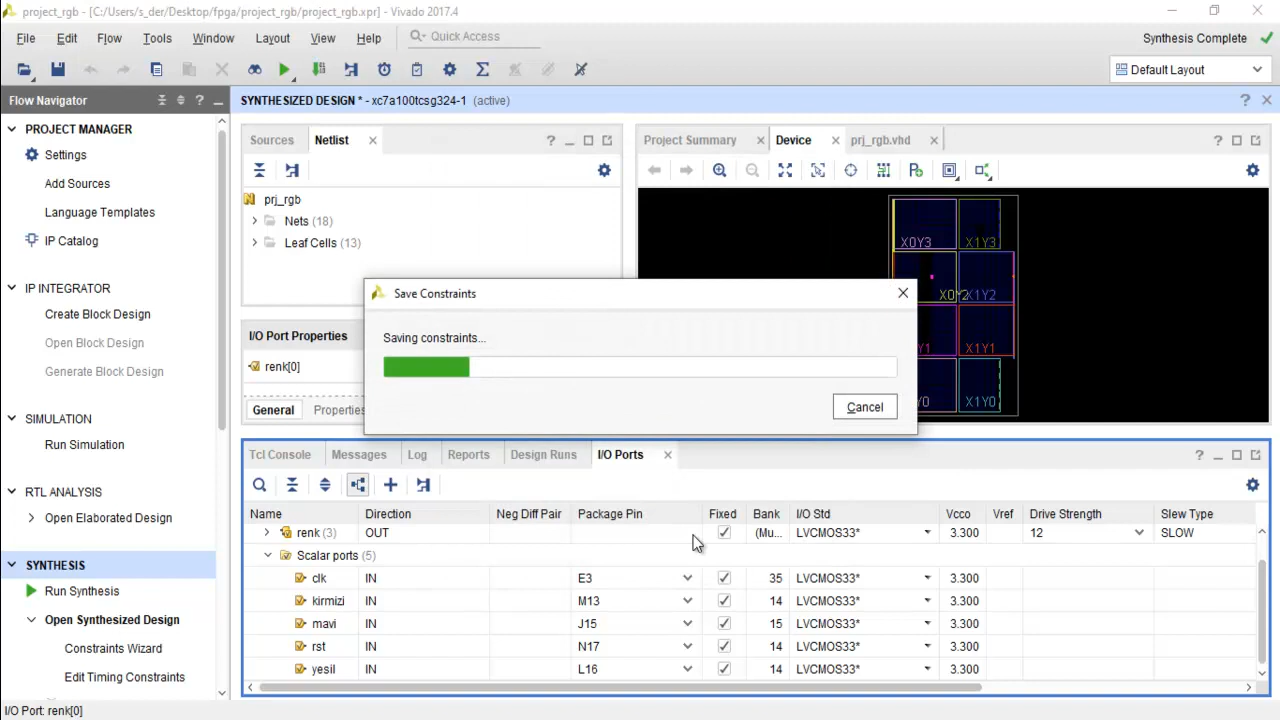 project_rgb - [C:/Users/s_der/Desktop/fpga/project_rgb/project_rgb.xpr] - Vivado 2017.4
File Edit Flow Tools Window Layout View Help Quick Access Synthesis Complete
Default Layout
Flow Navigator
SYNTHESIZED DESIGN * - xc7a100tcsg324-1 (active)
PROJECT MANAGER
Settings
Add Sources
Language Templates
IP Catalog
IP INTEGRATOR
Create Block Design
Open Block Design
Generate Block Design
SIMULATION
Run Simulation
RTL ANALYSIS
Open Elaborated Design
SYNTHESIS
Run Synthesis
Open Synthesized Design
Constraints Wizard
Edit Timing Constraints
Sources Netlist
prj_rgb
Nets (18)
Leaf Cells (13)
I/O Port Properties
renk[0]
General Properties
Project Summary Device prj_rgb.vhd
X0Y3 X1Y3
X0Y2 X1Y2
Y1 X1Y1
Y0 X1Y0
Save Constraints
Saving constraints...
Cancel
Tcl Console Messages Log Reports Design Runs I/O Ports
Name Direction Neg Diff Pair Package Pin Fixed Bank I/O Std Vcco Vref Drive Strength Slew Type
renk (3) OUT (Mu... LVCMOS33* 3.300 12 SLOW
Scalar ports (5)
clk IN E3 35 LVCMOS33* 3.300
kirmizi IN M13 14 LVCMOS33* 3.300
mavi IN J15 15 LVCMOS33* 3.300
rst IN N17 14 LVCMOS33* 3.300
yesil IN L16 14 LVCMOS33* 3.300
I/O Port: renk[0]